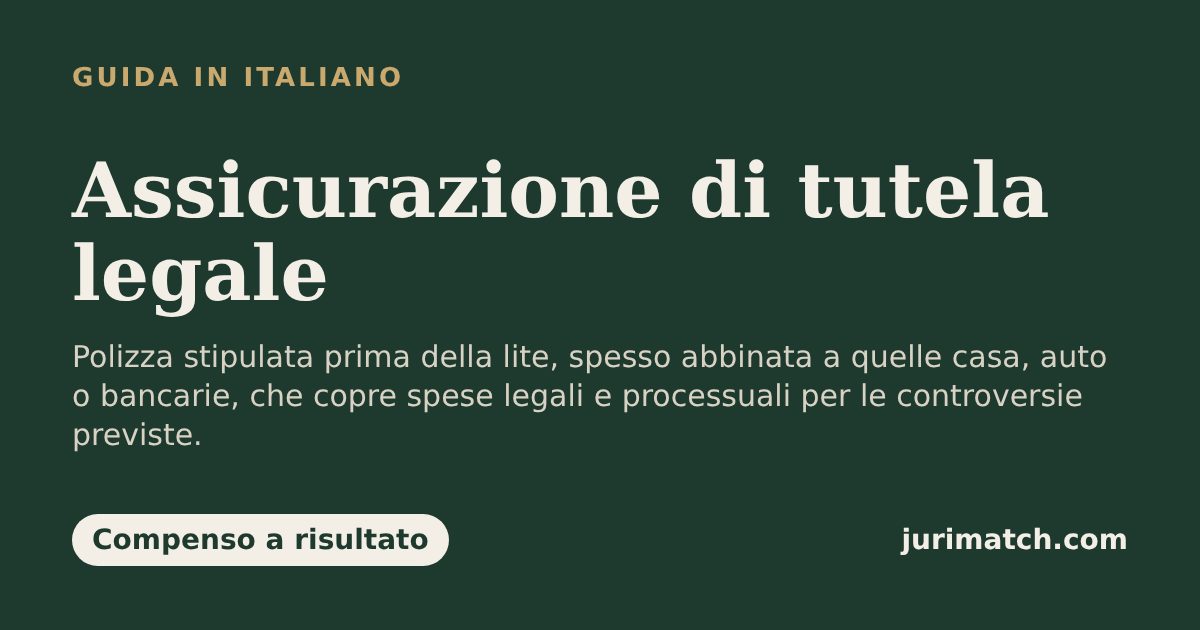 GUIDA IN ITALIANO
Assicurazione di tutela
legale
Polizza stipulata prima della lite, spesso abbinata a quelle casa, auto
o bancarie, che copre spese legali e processuali per le controversie
previste.
Compenso a risultato
jurimatch.com